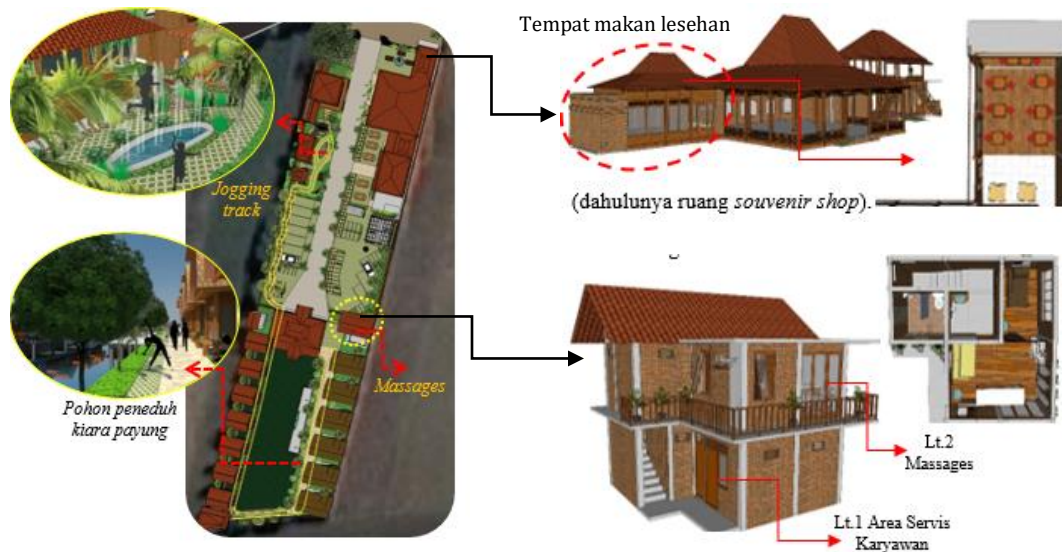 Tempat makan lesehan
(dahulunya ruang souvenir shop).
Jogging
track
Massages
Pohon peneduh
kiara payung
Lt.2
Massages
Lt.1 Area Servis
Karyawan